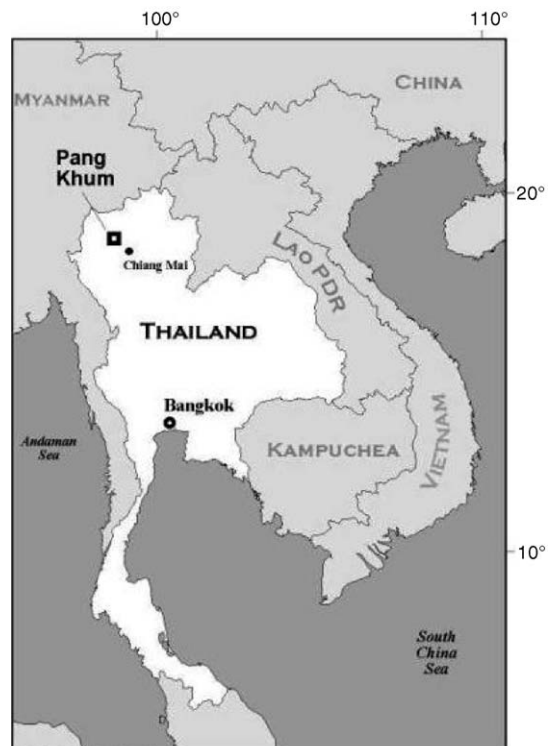 100°
110°
CHINA
MYANMAR
Pang
Khum
20°
Chiang Mai
LAO PDR
THAILAND
Bangkok
Andaman
Sea
KAMPUCHEA
VIETNAM
10°
South
China
Sea